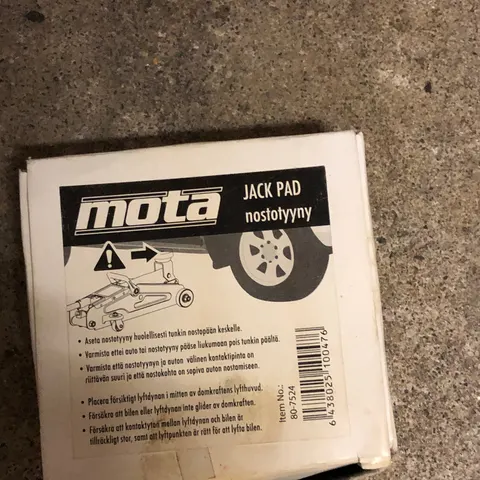 mota
JACK PAD
nostotyyny
• Aseta nostotyyny huolellisesti tunkin nostopään keskelle.
• Varmista ettei auto tai nostotyyny pääse liukumaan pois tunkin päältä.
• Varmista että nostotyynyn ja auton välinen kontaktipinta on
riittävän suuri ja että nostokohta on sopiva auton nostamiseen.
• Placera försiktigt lyftdynan i mitten av domkraftens lyfthuvud.
• Försäkra att bilen eller lyftdynan inte glider av domkraften.
• Försäkra att kontaktytan mellan lyftdynan och bilen är
tillräckligt stor, samt att lyftpunkten är rätt för att lyfta bilen.
Item No.:
80-7524
6 438025 100476